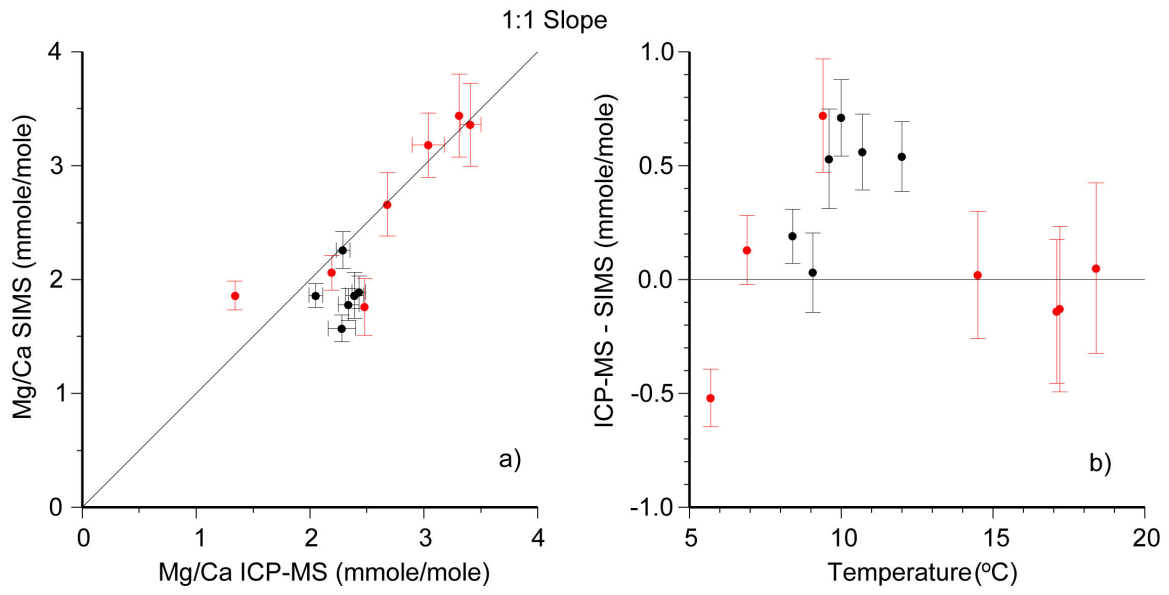 1:1 Slope
Mg/Ca SIMS (mmole/mole)
4
3
2
1
0
0
1
2
3
4
Mg/Ca ICP-MS (mmole/mole)
a)
ICP-MS - SIMS (mmole/mole)
1.0
0.5
0.0
-0.5
-1.0
5
10
15
20
Temperature (ºC)
b)